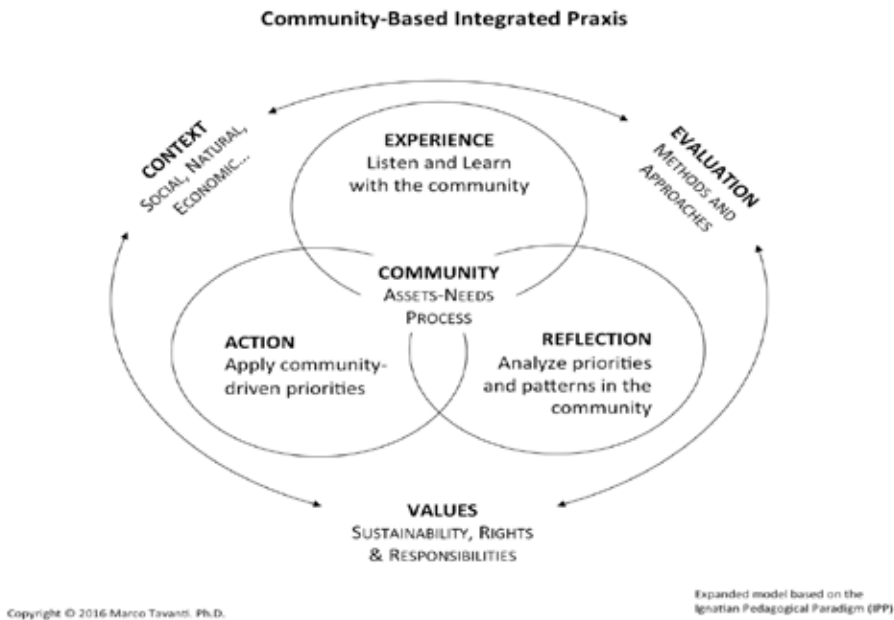 Community-Based Integrated Praxis
CONTEXT
SOCIAL, NATURAL,
ECONOMIC...
EXPERIENCE
Listen and Learn
with the community
EVALUATION
METHODS AND
APPROACHES
COMMUNITY
ASSETS-NEEDS
PROCESS
ACTION
Apply community-
driven priorities
REFLECTION
Analyze priorities
and patterns in the
community
VALUES
SUSTAINABILITY, RIGHTS
& RESPONSIBILITIES
Copyright © 2016 Marco Tavanti. Ph.D.
Expanded model based on the
Ignatian Pedagogical Paradigm (IPP)